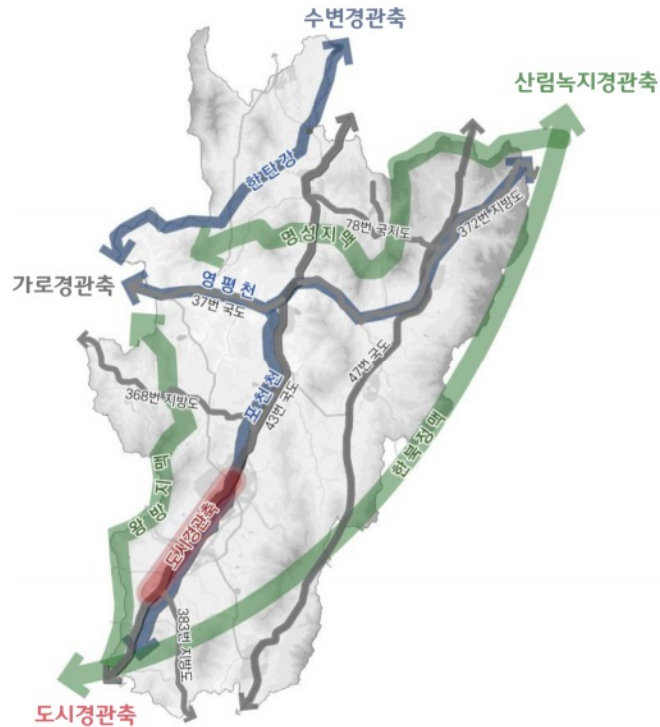 수변경관축
산림녹지경관축
한탄강
명성지맥
78번 국지도
372번 지방도
가로경관축
영평천
37번 국도
368번 지방도
포천천
43번 국도
47번 국도
한북정맥
왕방지맥
도시경관축
383번 지방도
도시경관축